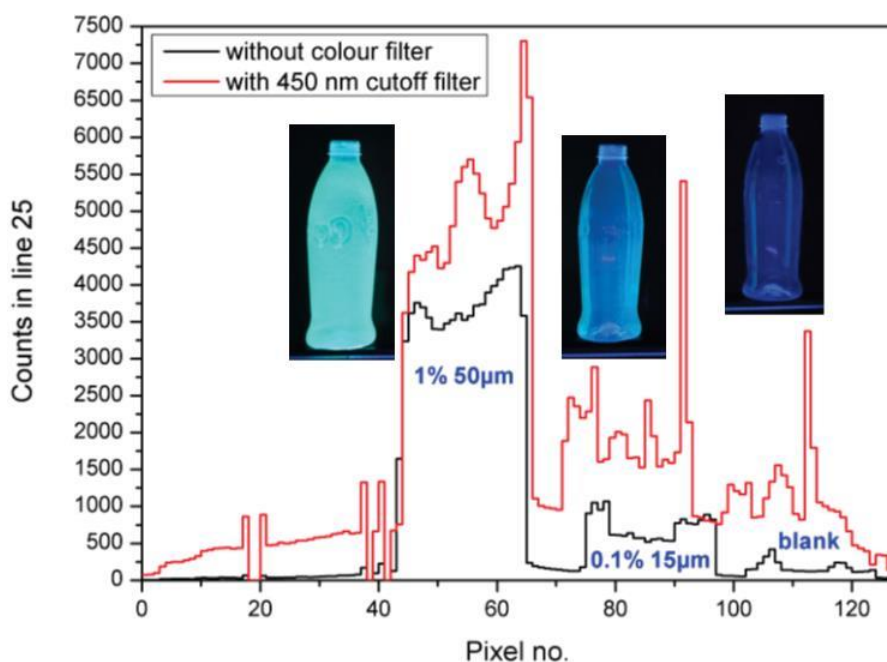 7500
7000
6500
6000
5500
5000
4500
4000
3500
3000
2500
2000
1500
1000
500
0
Counts in line 25
without colour filter
with 450 nm cutoff filter
1% 50µm
0.1% 15µm
blank
0 20 40 60 80 100 120
Pixel no.